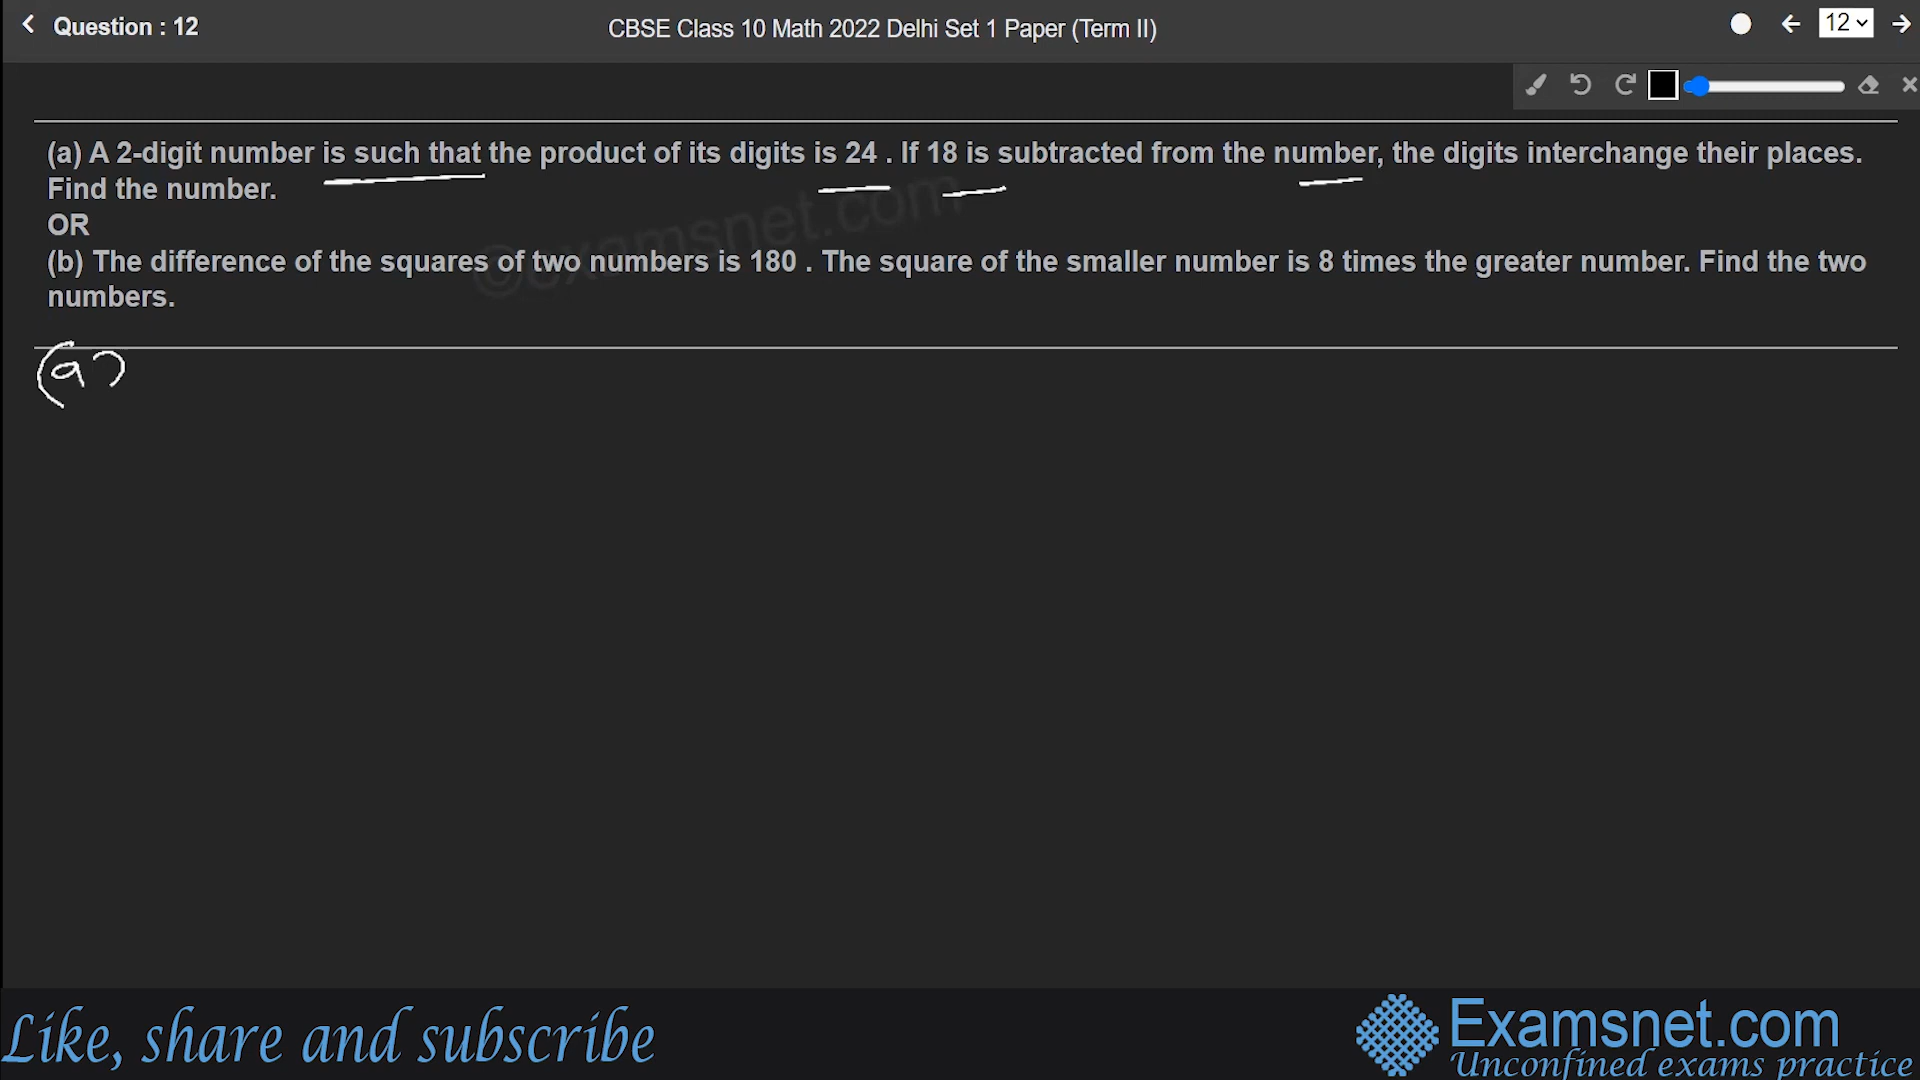 Question : 12
CBSE Class 10 Math 2022 Delhi Set 1 Paper (Term II)
12
(a) A 2-digit number is such that the product of its digits is 24 . If 18 is subtracted from the number, the digits interchange their places.
Find the number.
OR
(b) The difference of the squares of two numbers is 180 . The square of the smaller number is 8 times the greater number. Find the two
numbers.
©examsnet.com
(a)
Like, share and subscribe
Examsnet.com
Unconfined exams practice